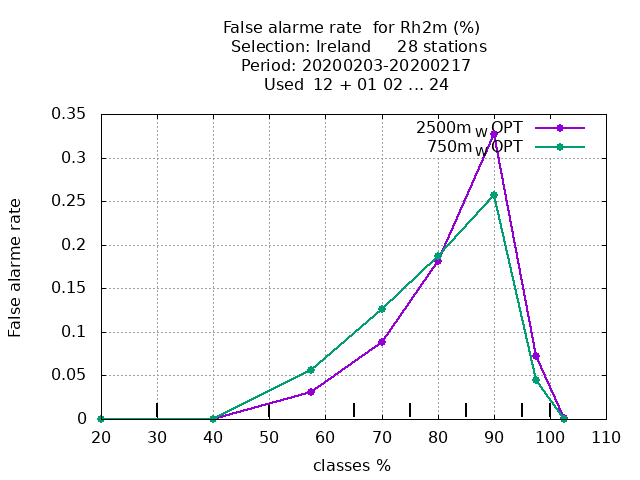 False alarme rate  for Rh2m (%)
Selection: Ireland     28 stations
Period: 20200203-20200217
Used  12 + 01 02 ... 24
0.35
0.3
0.25
0.2
0.15
0.1
0.05
0
False alarme rate
2500m WOPT
750m WOPT
20 30 40 50 60 70 80 90 100 110
classes %